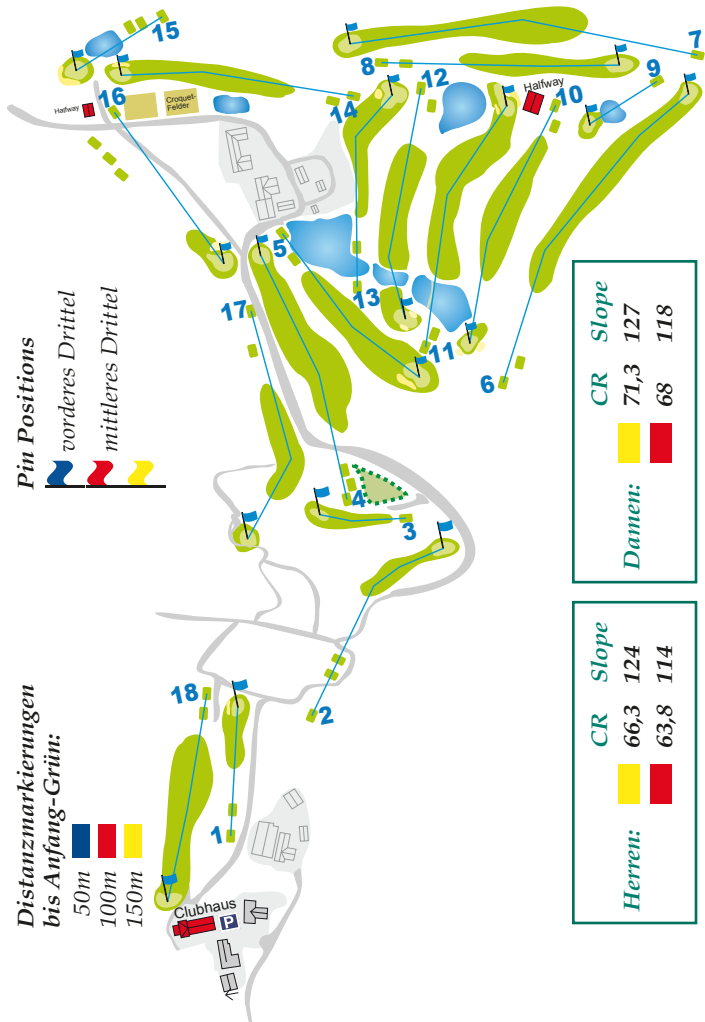 Distanzmarkierungen
bis Anfang-Grün:
50m
100m
150m
Pin Positions
vorderes Drittel
mittleres Drittel
Herren:
CR Slope
66,3 124
63,8 114
Damen:
CR Slope
71,3 127
68 118
Clubhaus
P
Halfway
Croquet-
Felder
Halfway
1
2
3
4
5
6
7
8
9
10
11
12
13
14
15
16
17
18